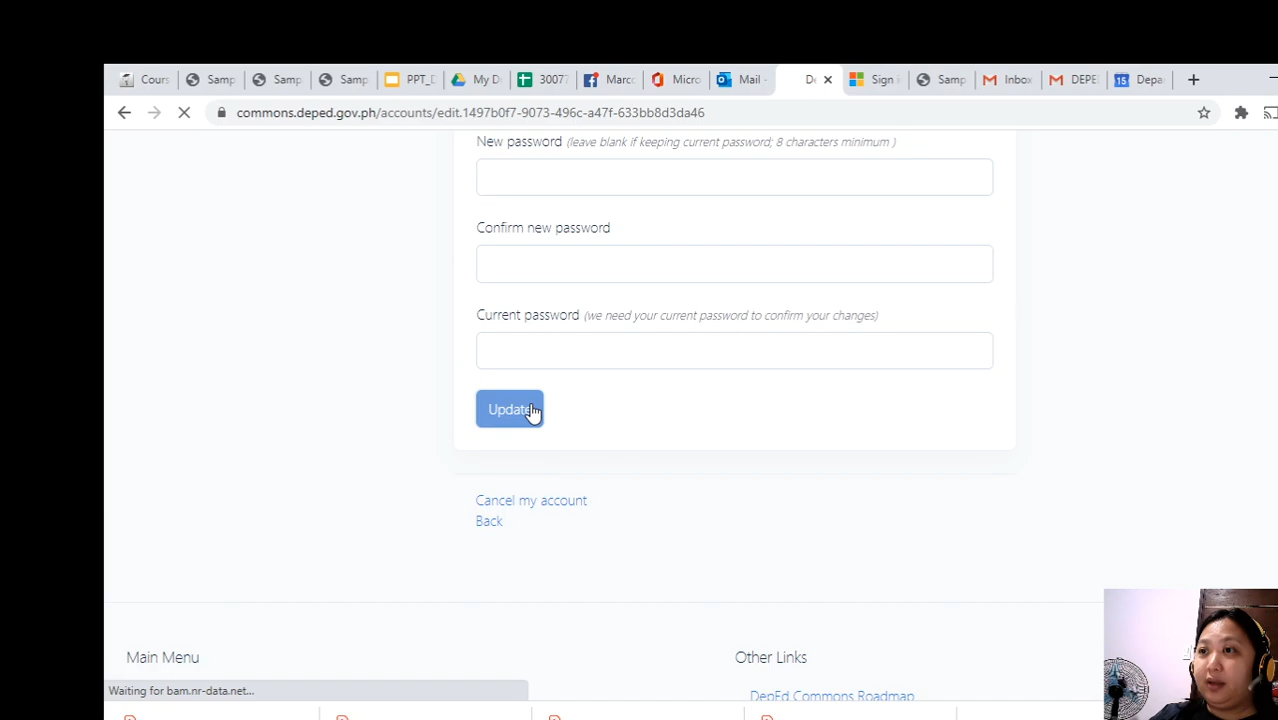 Cours
Samp
Samp
Samp
PPT_D
My D
3007
Marc
Micro
Mail -
De
Sign i
Samp
Inbox
DEPE
Depa
commons.deped.gov.ph/accounts/edit.1497b0f7-9073-496c-a47f-633bb8d3da46
New password (leave blank if keeping current password; 8 characters minimum )
Confirm new password
Current password (we need your current password to confirm your changes)
Update
Cancel my account
Back
Main Menu
Other Links
DepEd Commons Roadmap
Waiting for bam.nr-data.net...